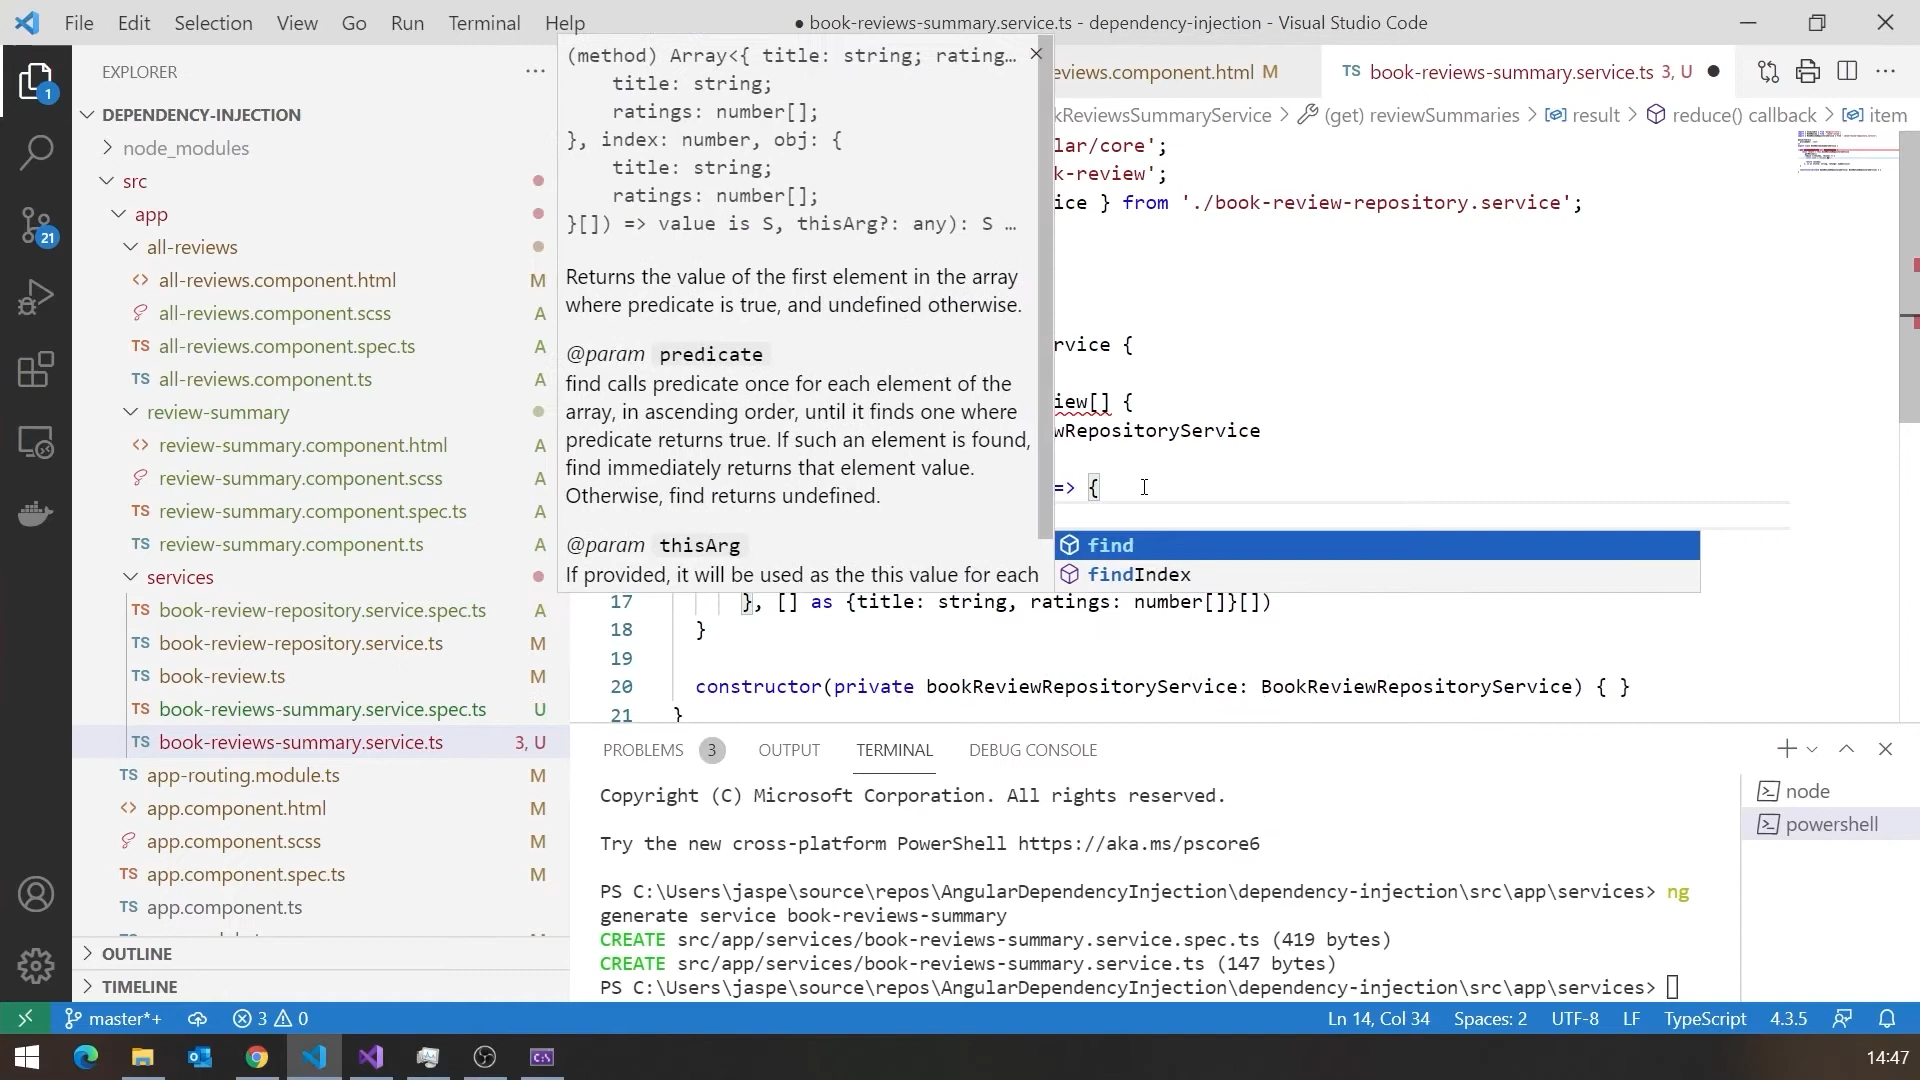 File Edit Selection View Go Run Terminal Help
● book-reviews-summary.service.ts - dependency-injection - Visual Studio Code
EXPLORER
DEPENDENCY-INJECTION
node_modules
src
app
all-reviews
all-reviews.component.html M
all-reviews.component.scss A
TS all-reviews.component.spec.ts A
TS all-reviews.component.ts A
review-summary
review-summary.component.html A
review-summary.component.scss A
TS review-summary.component.spec.ts A
TS review-summary.component.ts A
services
TS book-review-repository.service.spec.ts A
TS book-review-repository.service.ts M
TS book-review.ts M
TS book-reviews-summary.service.spec.ts U
TS book-reviews-summary.service.ts 3, U
TS app-routing.module.ts M
app.component.html M
app.component.scss M
TS app.component.spec.ts M
TS app.component.ts
OUTLINE
TIMELINE
1
21
(method) Array<{ title: string; rating…
title: string;
ratings: number[];
}, index: number, obj: {
title: string;
ratings: number[];
}[]) => value is S, thisArg?: any): S …
Returns the value of the first element in the array
where predicate is true, and undefined otherwise.
@param predicate
find calls predicate once for each element of the
array, in ascending order, until it finds one where
predicate returns true. If such an element is found,
find immediately returns that element value.
Otherwise, find returns undefined.
@param thisArg
If provided, it will be used as the this value for each
eviews.component.html M
TS book-reviews-summary.service.ts 3, U ●
kReviewsSummaryService > (get) reviewSummaries > result > reduce() callback > item
lar/core';
k-review';
ice } from './book-review-repository.service';
rvice {
iew[] {
wRepositoryService
=> {
find
findIndex
17 }, [] as {title: string, ratings: number[]}[])
18 }
19
20 constructor(private bookReviewRepositoryService: BookReviewRepositoryService) { }
21 }
PROBLEMS 3 OUTPUT TERMINAL DEBUG CONSOLE
Copyright (C) Microsoft Corporation. All rights reserved.
Try the new cross-platform PowerShell https://aka.ms/pscore6
PS C:\Users\jaspe\source\repos\AngularDependencyInjection\dependency-injection\src\app\services> ng
generate service book-reviews-summary
CREATE src/app/services/book-reviews-summary.service.spec.ts (419 bytes)
CREATE src/app/services/book-reviews-summary.service.ts (147 bytes)
PS C:\Users\jaspe\source\repos\AngularDependencyInjection\dependency-injection\src\app\services>
node
powershell
master*+ 3 0
Ln 14, Col 34 Spaces: 2 UTF-8 LF TypeScript 4.3.5
14:47